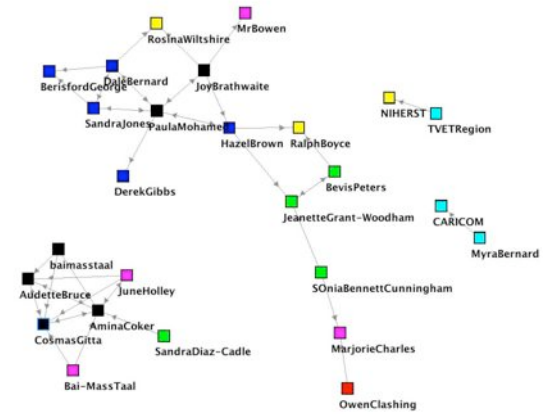 MrBowen
RosinaWiltshire
DaleBernard
BerisfordGeorge
JoyBrathwaite
NIHERST
TVETRegion
SandraJones
PaulaMohamed
HazelBrown
RalphBoyce
DerekGibbs
BevisPeters
JeanetteGrant-Woodham
CARICOM
MyraBernard
baimasstaal
AudetteBruce
JuneHolley
SOniaBennettCunningham
AminaCoker
CosmasGitta
SandraDiaz-Cadle
MarjorieCharles
Bai-MassTaal
OwenClashing